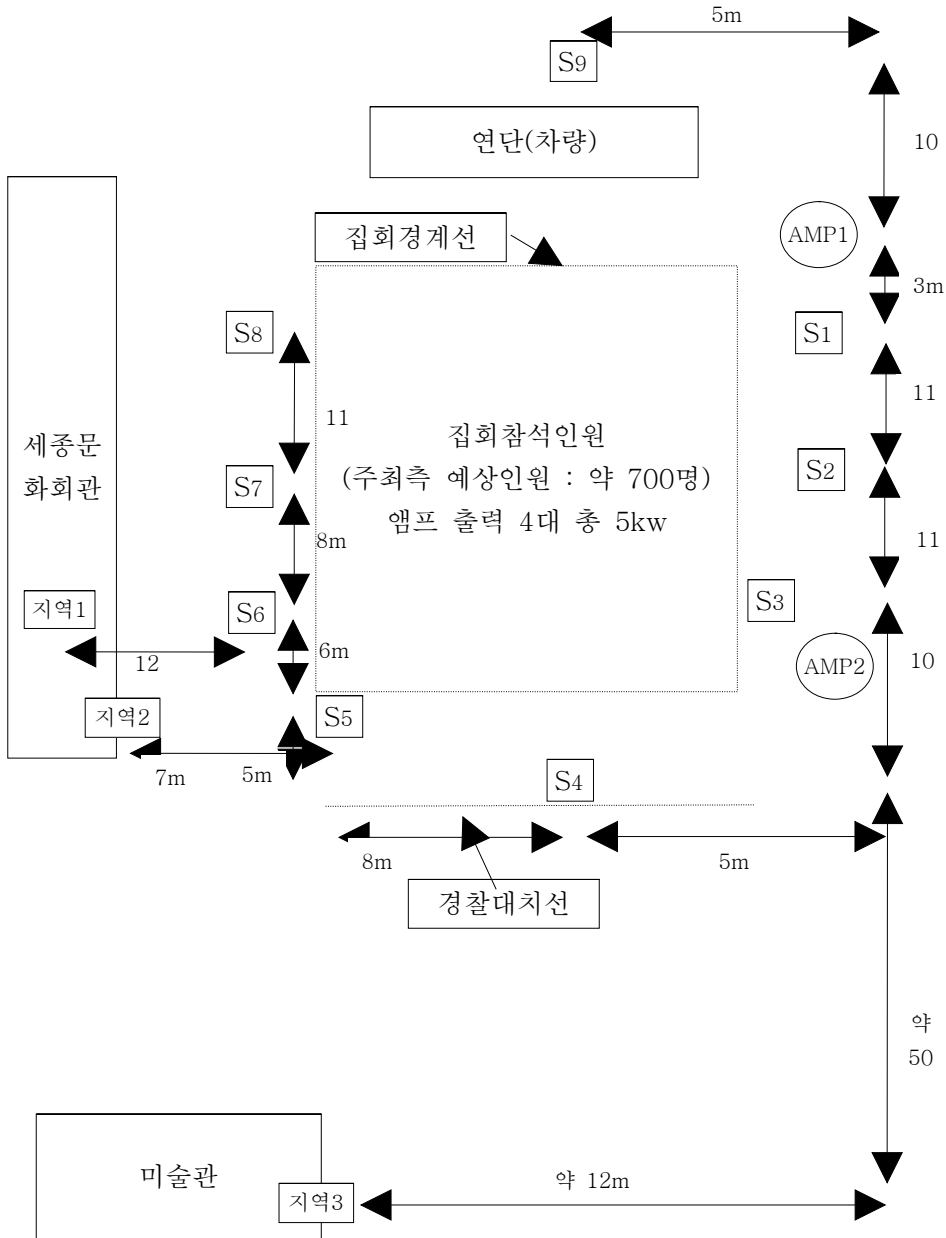 5m
S9
연단(차량)
10
AMP1
집회경계선
3m
S8
S1
11
11
세종문
화회관
집회참석인원
(주최측 예상인원 : 약 700명)
앰프 출력 4대 총 5kw
S7
S2
8m
11
지역1
S6
S3
12
6m
AMP2
10
지역2
S5
7m
5m
S4
8m
5m
경찰대치선
약
50
미술관
약 12m
지역3